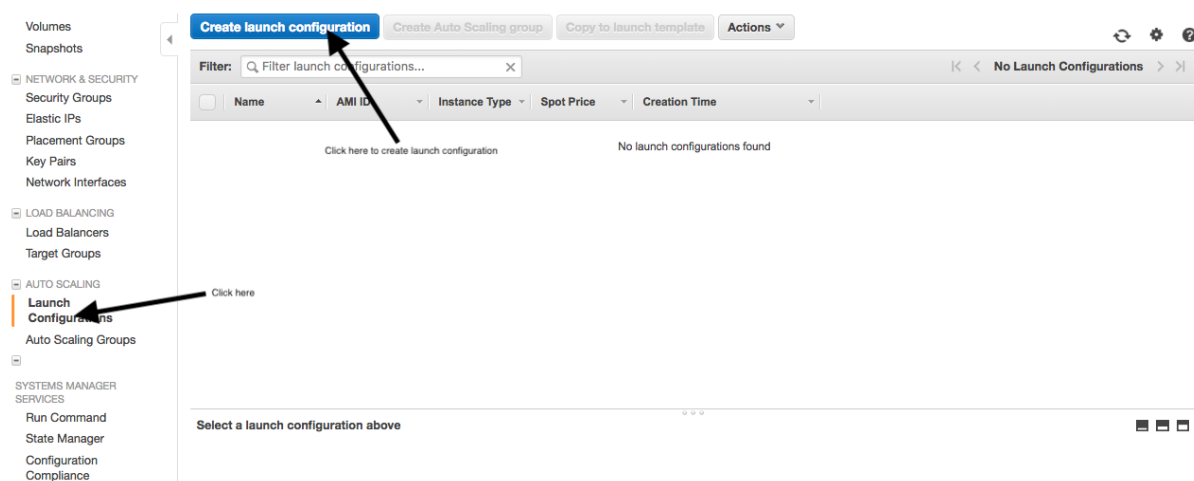 Volumes
Snapshots
NETWORK & SECURITY
Security Groups
Elastic IPs
Placement Groups
Key Pairs
Network Interfaces
LOAD BALANCING
Load Balancers
Target Groups
AUTO SCALING
Launch
Configurations
Auto Scaling Groups
SYSTEMS MANAGER
SERVICES
Run Command
State Manager
Configuration
Compliance
Create launch configuration Create Auto Scaling group Copy to launch template Actions
Filter: Filter launch configurations... No Launch Configurations
Name AMI ID Instance Type Spot Price Creation Time
Click here to create launch configuration
No launch configurations found
Click here
Select a launch configuration above